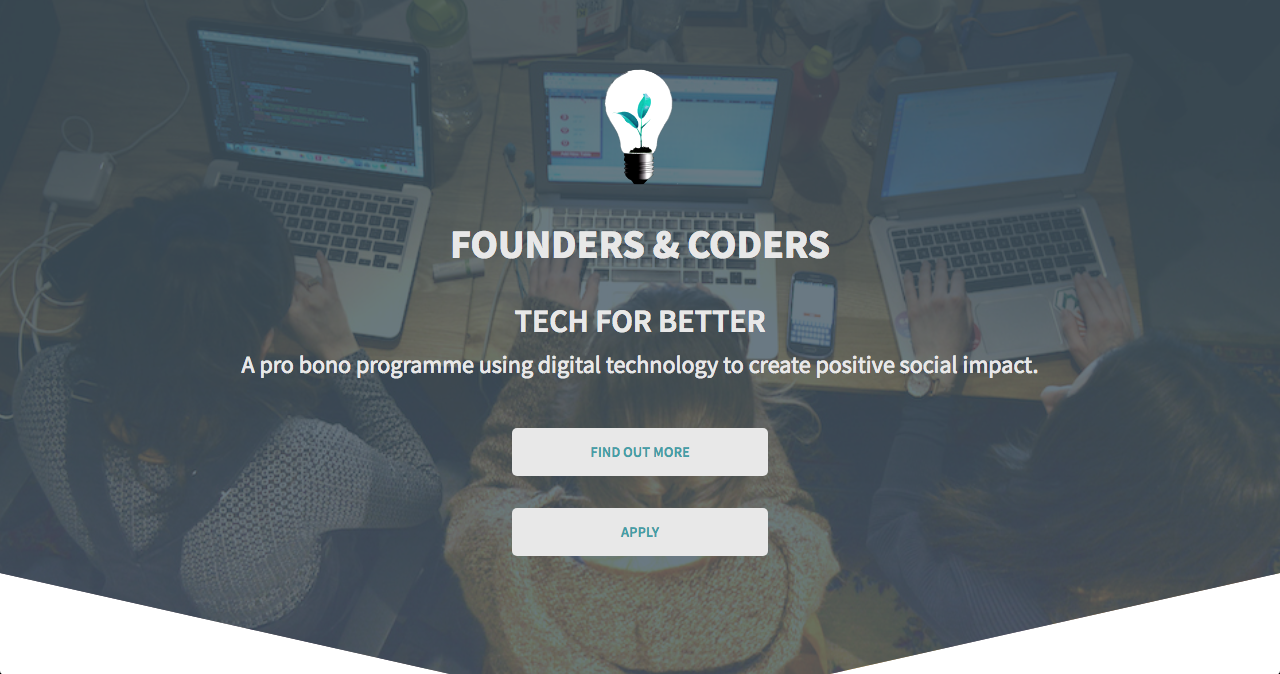 FOUNDERS & CODERS
TECH FOR BETTER
A pro bono programme using digital technology to create positive social impact.
FIND OUT MORE
APPLY